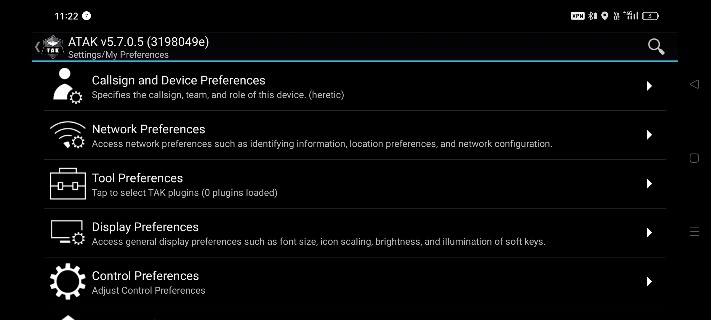 11:22
VPN
ATAK v5.7.0.5 (3198049e)
Settings/My Preferences
TAK
Callsign and Device Preferences
Specifies the callsign, team, and role of this device. (heretic)
Network Preferences
Access network preferences such as identifying information, location preferences, and network configuration.
Tool Preferences
Tap to select TAK plugins (0 plugins loaded)
Display Preferences
Access general display preferences such as font size, icon scaling, brightness, and illumination of soft keys.
Control Preferences
Adjust Control Preferences